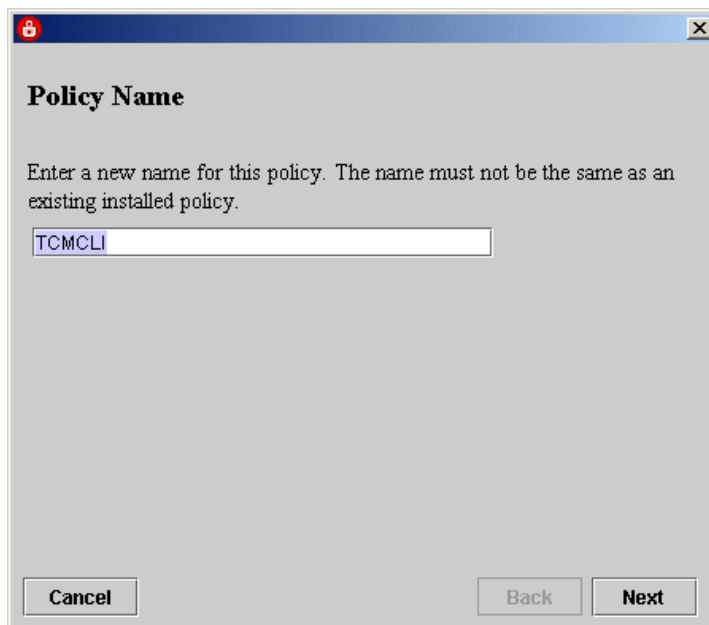 Policy Name
Enter a new name for this policy. The name must not be the same as an
existing installed policy.
TCMCLI
Cancel
Back
Next